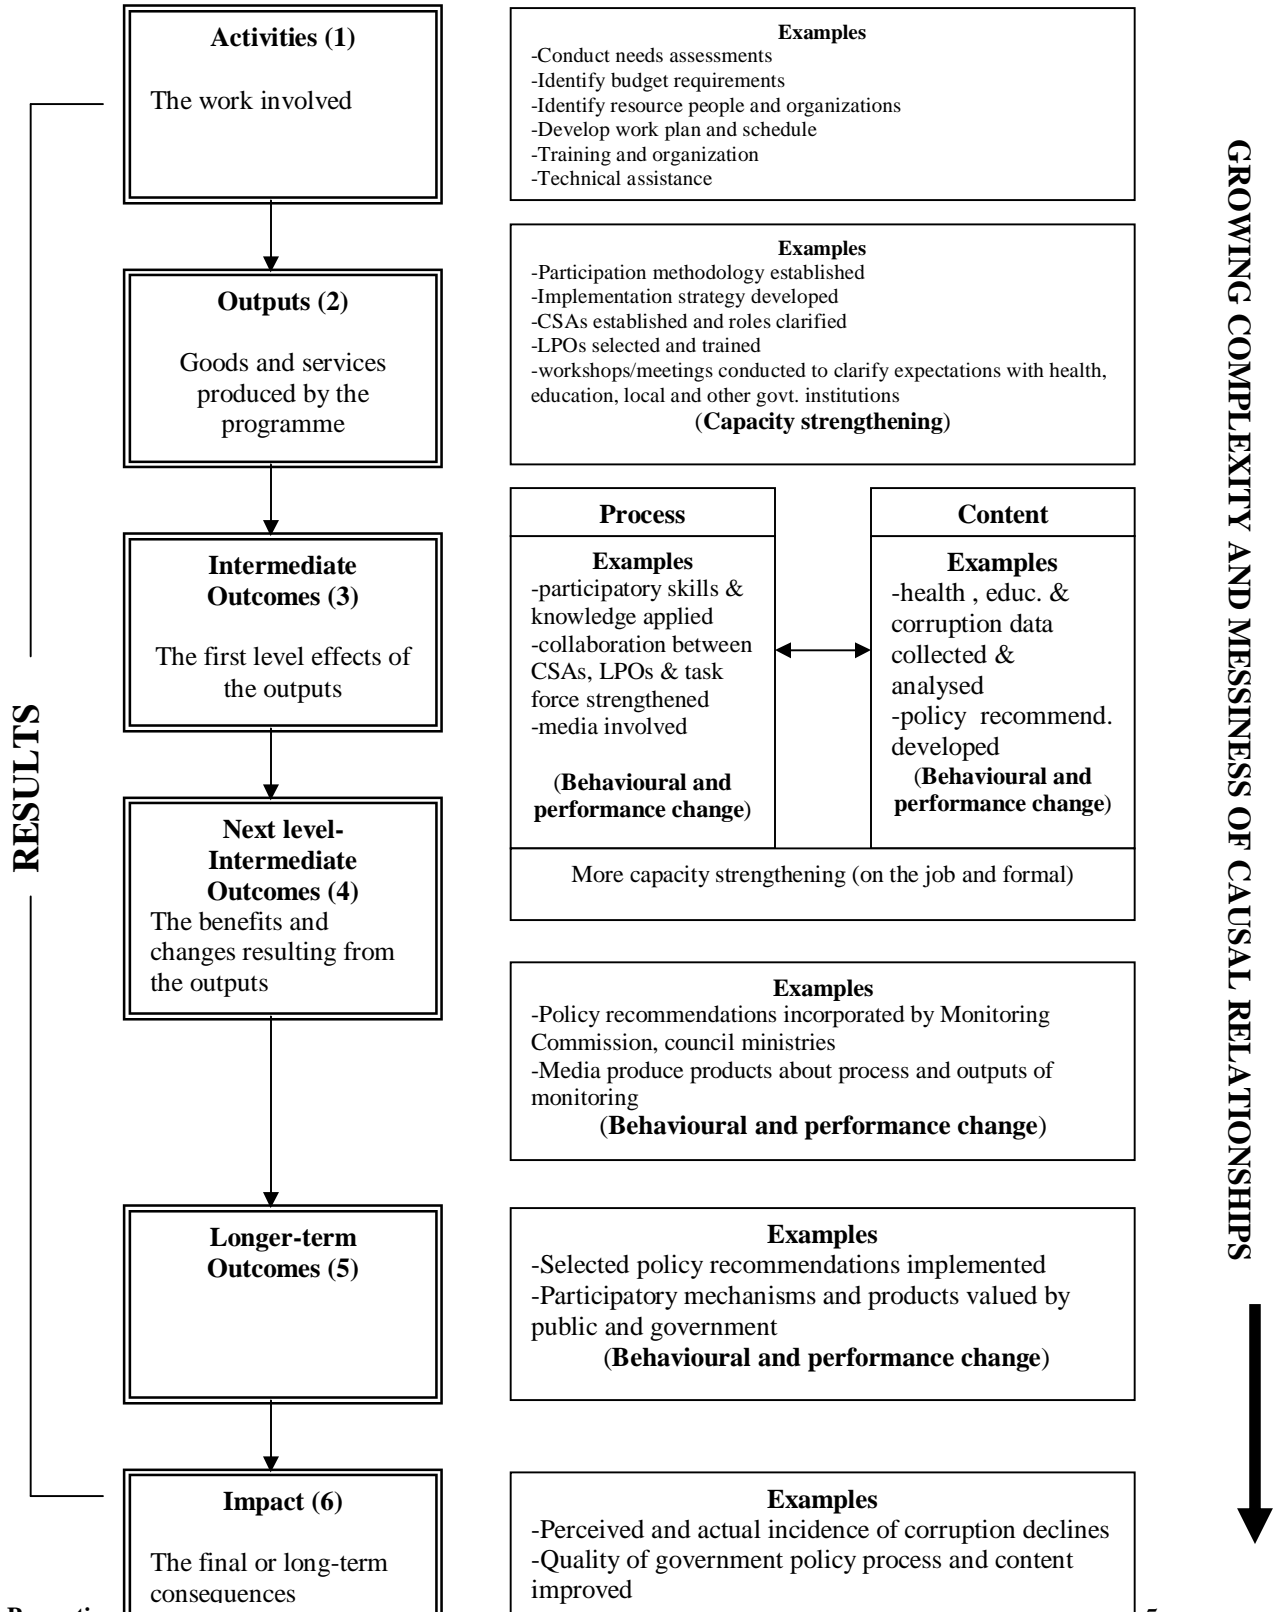 Activities (1)
The work involved
Examples
-Conduct needs assessments
-Identify budget requirements
-Identify resource people and organizations
-Develop work plan and schedule
-Training and organization
-Technical assistance
Outputs (2)
Goods and services
produced by the
programme
Examples
-Participation methodology established
-Implementation strategy developed
-CSAs established and roles clarified
-LPOs selected and trained
-workshops/meetings conducted to clarify expectations with health,
education, local and other govt. institutions
(Capacity strengthening)
Intermediate
Outcomes (3)
The first level effects of
the outputs
Process
Examples
-participatory skills &
knowledge applied
-collaboration between
CSAs, LPOs & task
force strengthened
-media involved
(Behavioural and
performance change)
Content
Examples
-health , educ. &
corruption data
collected &
analysed
-policy recommend.
developed
(Behavioural and
performance change)
More capacity strengthening (on the job and formal)
Next level-
Intermediate
Outcomes (4)
The benefits and
changes resulting from
the outputs
Examples
-Policy recommendations incorporated by Monitoring
Commission, council ministries
-Media produce products about process and outputs of
monitoring
(Behavioural and performance change)
Longer-term
Outcomes (5)
Examples
-Selected policy recommendations implemented
-Participatory mechanisms and products valued by
public and government
(Behavioural and performance change)
Impact (6)
The final or long-term
consequences
Examples
-Perceived and actual incidence of corruption declines
-Quality of government policy process and content
improved
RESULTS
GROWING COMPLEXITY AND MESSINESS OF CAUSAL RELATIONSHIPS